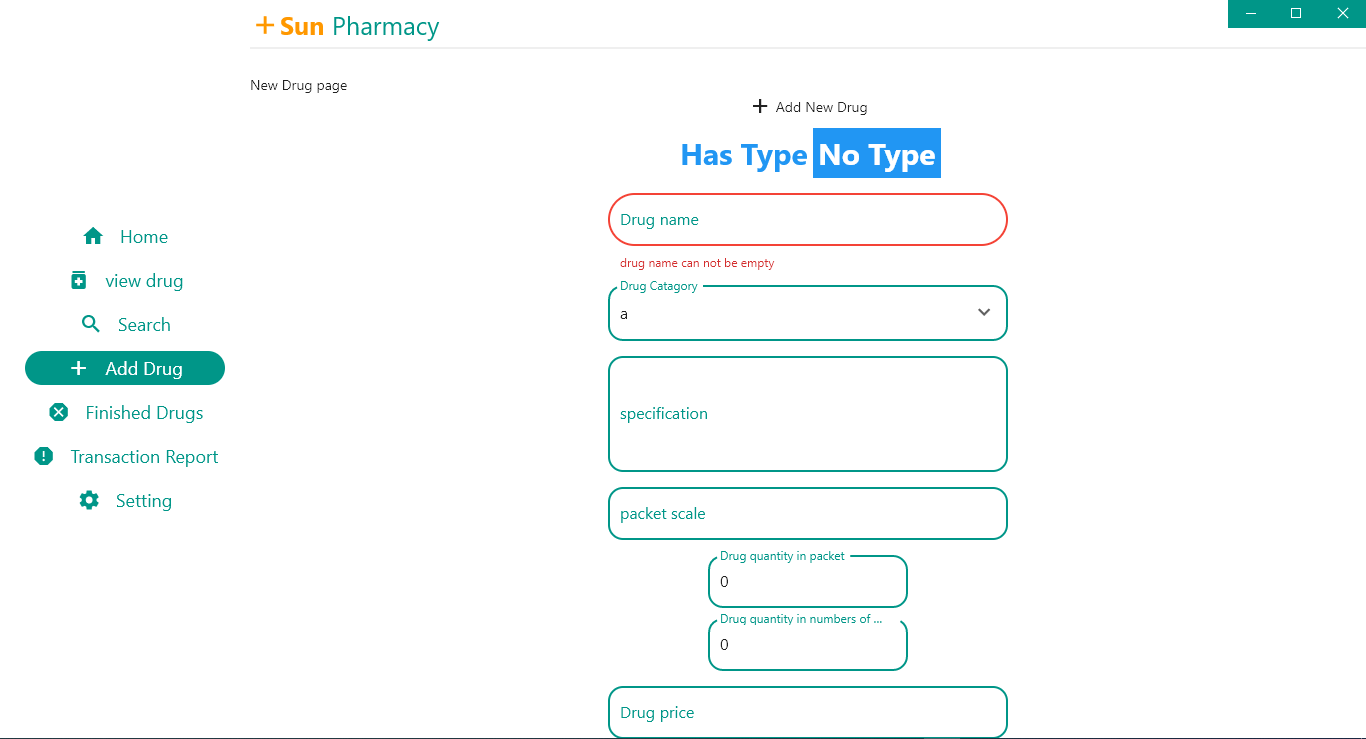 Sun Pharmacy
New Drug page
Add New Drug
Has Type No Type
Home
view drug
Search
Add Drug
Finished Drugs
Transaction Report
Setting
Drug name
drug name can not be empty
Drug Catagory
a
specification
packet scale
Drug quantity in packet
0
Drug quantity in numbers of ...
0
Drug price